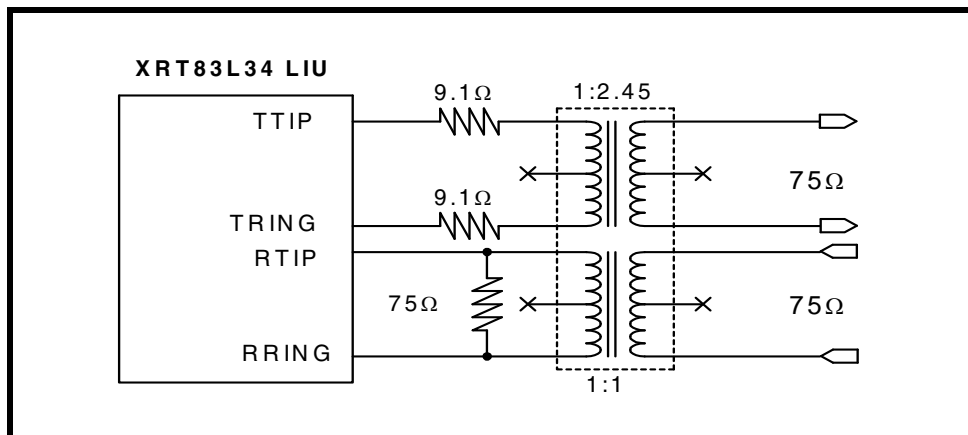 XRT83L34 LIU
9.1Ω
1:2.45
TTIP
75Ω
9.1Ω
TRING
RTIP
75Ω
75Ω
RRING
1:1